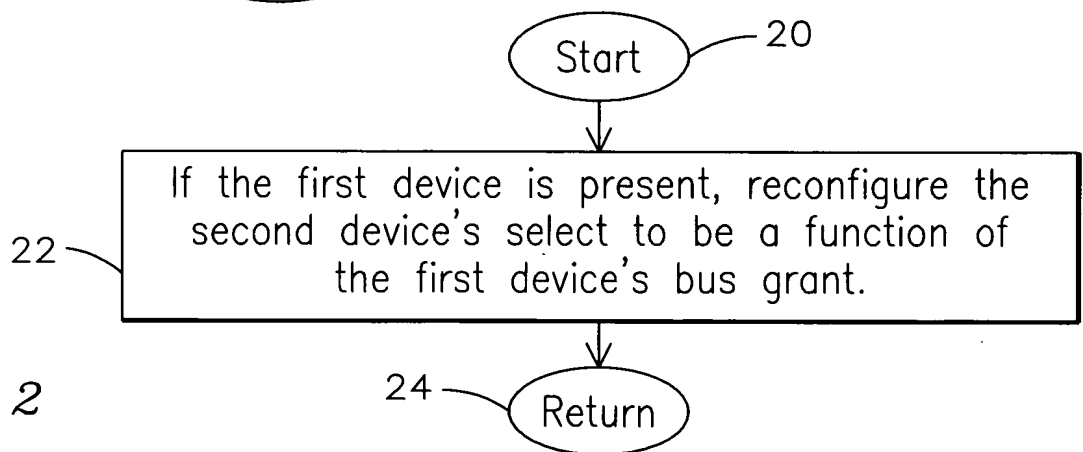 20
Start
If the first device is present, reconfigure the
second device's select to be a function of
the first device's bus grant.
22
24
Return
2